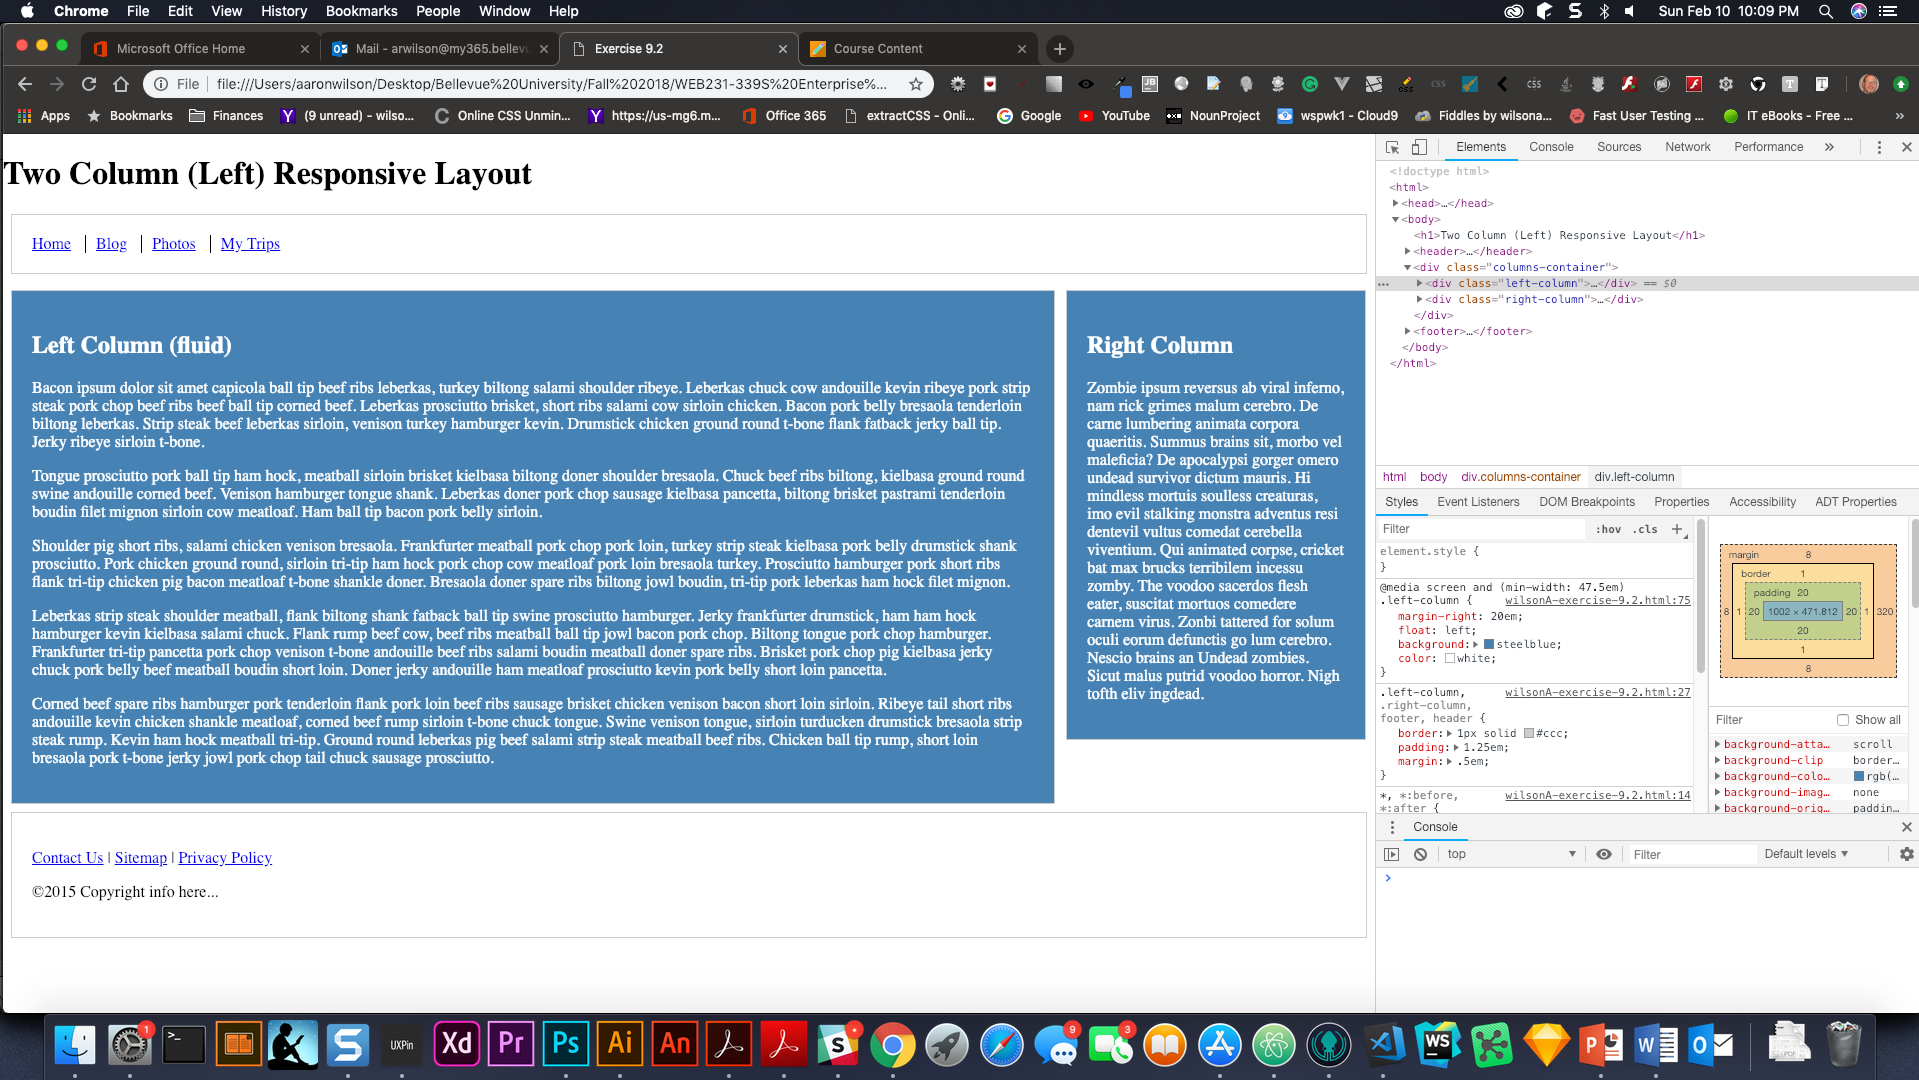 Chrome File Edit View History Bookmarks People Window Help Sun Feb 10 10:09 PM
Microsoft Office Home Mail - arwilson@my365.bellevu Exercise 9.2 Course Content
File file:///Users/aaronwilson/Desktop/Bellevue%20University/Fall%202018/WEB231-339S%20Enterprise%...
Apps Bookmarks Finances (9 unread) - wilso... Online CSS Unmin... https://us-mg6.m... Office 365 extractCSS - Onli... Google YouTube NounProject wspwk1 - Cloud9 Fiddles by wilsona... Fast User Testing ... IT eBooks - Free ... »
Two Column (Left) Responsive Layout
Home Blog Photos My Trips
Left Column (fluid)
Bacon ipsum dolor sit amet capicola ball tip beef ribs leberkas, turkey biltong salami shoulder ribeye. Leberkas chuck cow andouille kevin ribeye pork strip
steak pork chop beef ribs beef ball tip corned beef. Leberkas prosciutto brisket, short ribs salami cow sirloin chicken. Bacon pork belly bresaola tenderloin
biltong leberkas. Strip steak beef leberkas sirloin, venison turkey hamburger kevin. Drumstick chicken ground round t-bone flank fatback jerky ball tip.
Jerky ribeye sirloin t-bone.
Tongue prosciutto pork ball tip ham hock, meatball sirloin brisket kielbasa biltong doner shoulder bresaola. Chuck beef ribs biltong, kielbasa ground round
swine andouille corned beef. Venison hamburger tongue shank. Leberkas doner pork chop sausage kielbasa pancetta, biltong brisket pastrami tenderloin
boudin filet mignon sirloin cow meatloaf. Ham ball tip bacon pork belly sirloin.
Shoulder pig short ribs, salami chicken venison bresaola. Frankfurter meatball pork chop pork loin, turkey strip steak kielbasa pork belly drumstick shank
prosciutto. Pork chicken ground round, sirloin tri-tip ham hock pork chop cow meatloaf pork loin bresaola turkey. Prosciutto hamburger pork short ribs
flank tri-tip chicken pig bacon meatloaf t-bone shankle doner. Bresaola doner spare ribs biltong jowl boudin, tri-tip pork leberkas ham hock filet mignon.
Leberkas strip steak shoulder meatball, flank biltong shank fatback ball tip swine prosciutto hamburger. Jerky frankfurter drumstick, ham ham hock
hamburger kevin kielbasa salami chuck. Flank rump beef cow, beef ribs meatball ball tip jowl bacon pork chop. Biltong tongue pork chop hamburger.
Frankfurter tri-tip pancetta pork chop venison t-bone andouille beef ribs salami boudin meatball doner spare ribs. Brisket pork chop pig kielbasa jerky
chuck pork belly beef meatball boudin short loin. Doner jerky andouille ham meatloaf prosciutto kevin pork belly short loin pancetta.
Corned beef spare ribs hamburger pork tenderloin flank pork loin beef ribs sausage brisket chicken venison bacon short loin sirloin. Ribeye tail short ribs
andouille kevin chicken shankle meatloaf, corned beef rump sirloin t-bone chuck tongue. Swine venison tongue, sirloin turducken drumstick bresaola strip
steak rump. Kevin ham hock meatball tri-tip. Ground round leberkas pig beef salami strip steak meatball beef ribs. Chicken ball tip rump, short loin
bresaola pork t-bone jerky jowl pork chop tail chuck sausage prosciutto.
Right Column
Zombie ipsum reversus ab viral inferno,
nam rick grimes malum cerebro. De
carne lumbering animata corpora
quaeritis. Summus brains sit, morbo vel
maleficia? De apocalypsi gorger omero
undead survivor dictum mauris. Hi
mindless mortuis soulless creaturas,
imo evil stalking monstra adventus resi
dentevil vultus comedat cerebella
viventium. Qui animated corpse, cricket
bat max brucks terribilem incessu
zomby. The voodoo sacerdos flesh
eater, suscitat mortuos comedere
carnem virus. Zonbi tattered for solum
oculi eorum defunctis go lum cerebro.
Nescio brains an Undead zombies.
Sicut malus putrid voodoo horror. Nigh
tofth eliv ingdead.
Contact Us | Sitemap | Privacy Policy
©2015 Copyright info here...
Elements Console Sources Network Performance »
<!doctype html>
<html>
<head>…</head>
<body>
<h1>Two Column (Left) Responsive Layout</h1>
<header>…</header>
<div class="columns-container">
<div class="left-column">…</div> == $0
<div class="right-column">…</div>
</div>
<footer>…</footer>
</body>
</html>
html body div.columns-container div.left-column
Styles Event Listeners DOM Breakpoints Properties Accessibility ADT Properties
Filter :hov .cls +
element.style {
}
@media screen and (min-width: 47.5em)
.left-column { wilsonA-exercise-9.2.html:75
margin-right: 20em;
float: left;
background: steelblue;
color: white;
}
.left-column, wilsonA-exercise-9.2.html:27
.right-column,
footer, header {
border: 1px solid #ccc;
padding: 1.25em;
margin: .5em;
}
*, *:before, wilsonA-exercise-9.2.html:14
*:after {
margin 8
border 1
padding 20
8 1 20 1002 × 471.812 20 1 320
20
1
8
Filter Show all
background-atta... scroll
background-clip border...
background-colo... rgb(...
background-imag... none
background-orig... paddin...
Console
top Filter Default levels
1 UXPin Xd Pr Ps Ai An S 9 3 WS P W O PDF